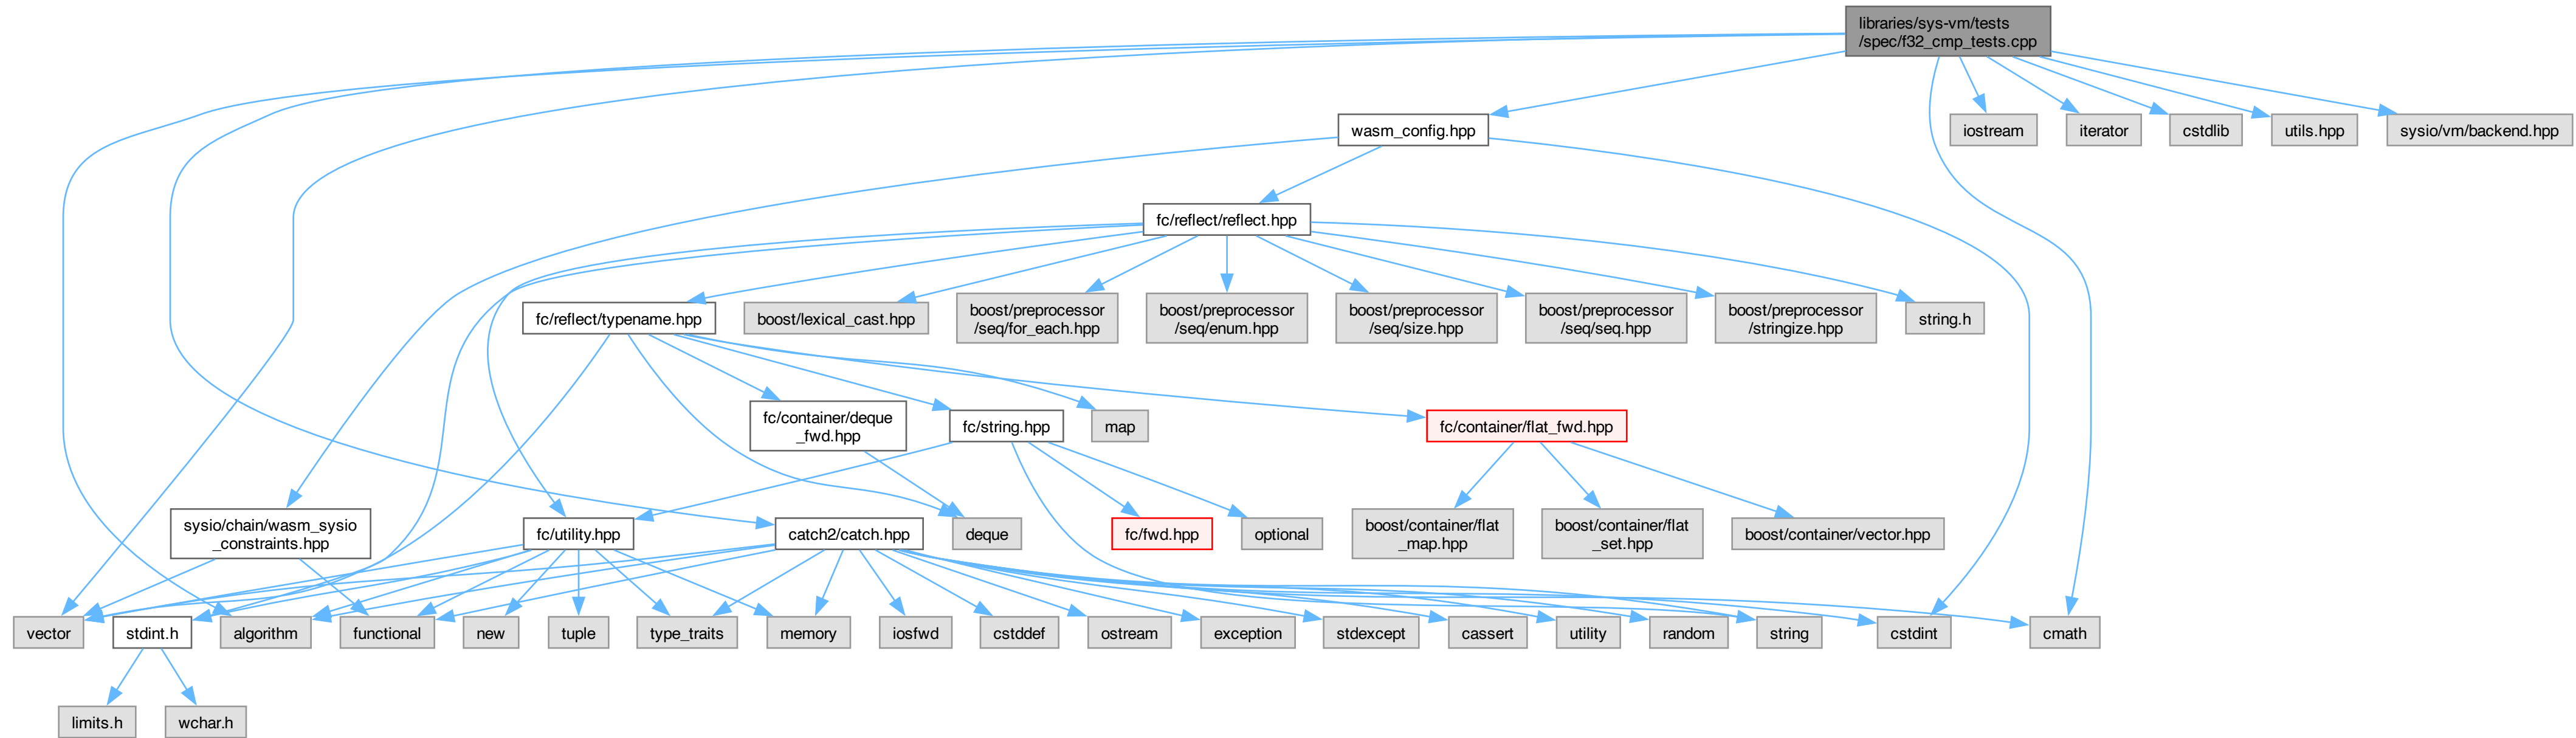 libraries/sys-vm/tests
/spec/f32_cmp_tests.cpp
wasm_config.hpp
iostream
iterator
cstdlib
utils.hpp
sysio/vm/backend.hpp
fc/reflect/reflect.hpp
fc/reflect/typename.hpp
boost/lexical_cast.hpp
boost/preprocessor
/seq/for_each.hpp
boost/preprocessor
/seq/enum.hpp
boost/preprocessor
/seq/size.hpp
boost/preprocessor
/seq/seq.hpp
boost/preprocessor
/stringize.hpp
string.h
fc/container/deque
_fwd.hpp
fc/string.hpp
map
fc/container/flat_fwd.hpp
sysio/chain/wasm_sysio
_constraints.hpp
fc/utility.hpp
catch2/catch.hpp
deque
fc/fwd.hpp
optional
boost/container/flat
_map.hpp
boost/container/flat
_set.hpp
boost/container/vector.hpp
vector
stdint.h
algorithm
functional
new
tuple
type_traits
memory
iosfwd
cstddef
ostream
exception
stdexcept
cassert
utility
random
string
cstdint
cmath
limits.h
wchar.h